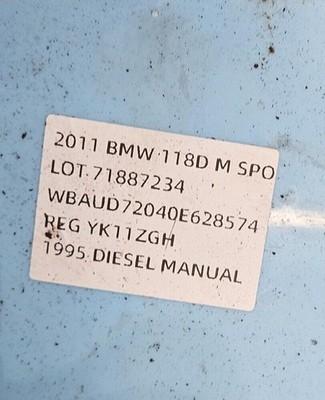 2011 BMW 118D M SPO
LOT 71887234
WBAUD72040E628574
REG YK11ZGH
1995 DIESEL MANUAL